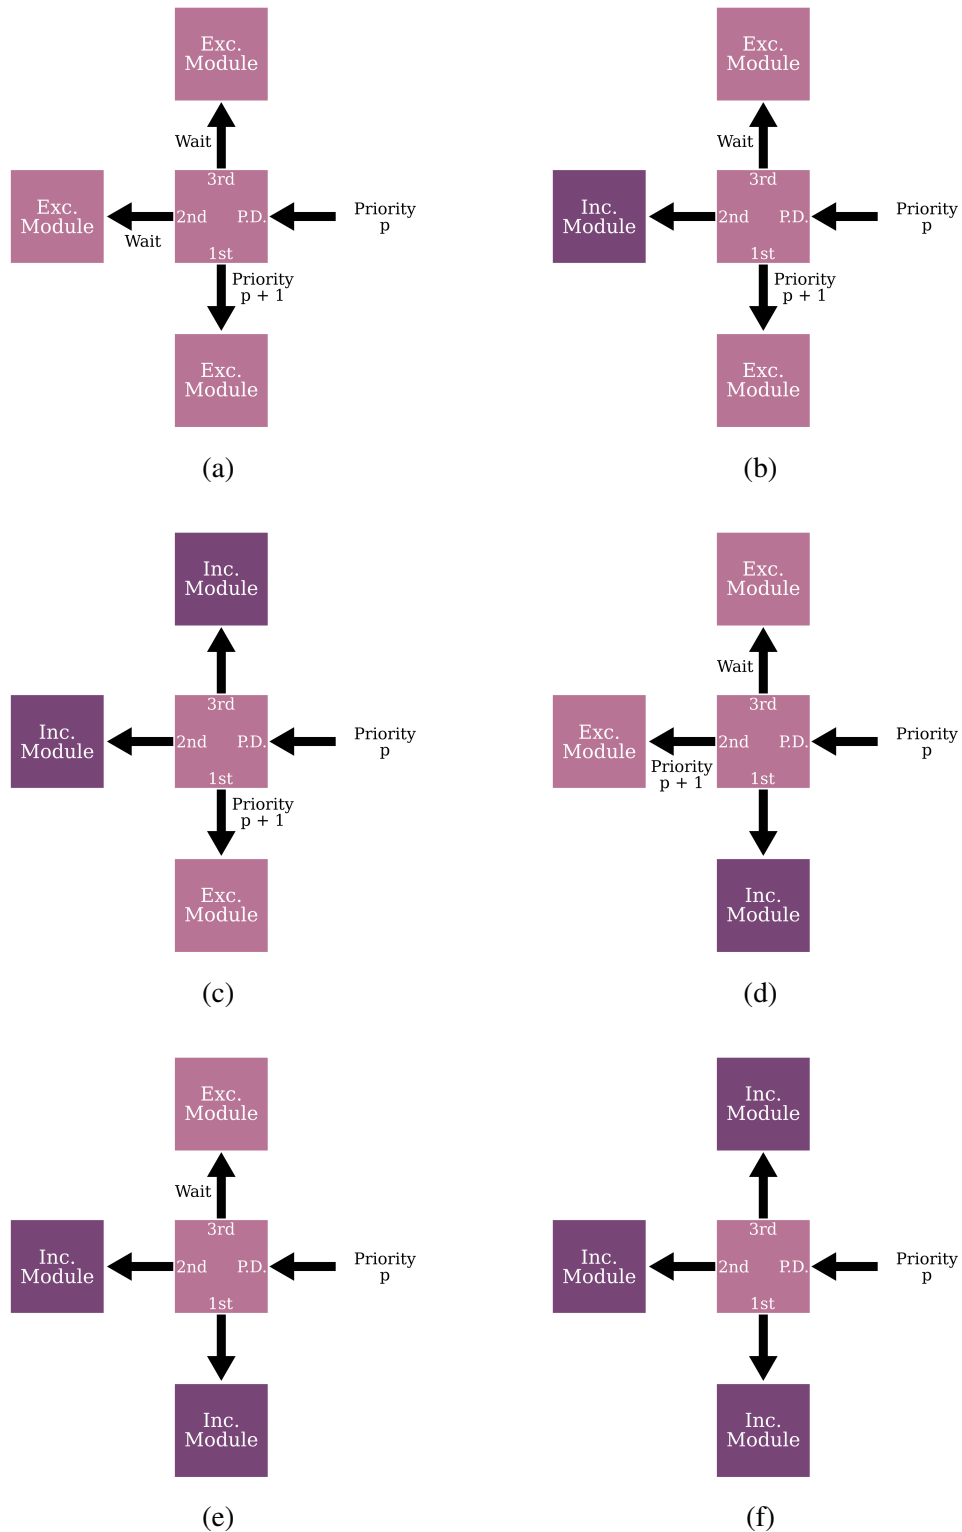 Exc.
Module
Wait
3rd
Exc.
Module
2nd
P.D.
Priority
p
Wait
1st
Priority
p + 1
Exc.
Module
(a)
Exc.
Module
Wait
3rd
Inc.
Module
2nd
P.D.
Priority
p
1st
Priority
p + 1
Exc.
Module
(b)
Inc.
Module
3rd
Inc.
Module
2nd
P.D.
Priority
p
1st
Priority
p + 1
Exc.
Module
(c)
Exc.
Module
Wait
3rd
Exc.
Module
2nd
P.D.
Priority
p
Priority
p + 1
1st
Inc.
Module
(d)
Exc.
Module
Wait
3rd
Inc.
Module
2nd
P.D.
Priority
p
1st
Inc.
Module
(e)
Inc.
Module
3rd
Inc.
Module
2nd
P.D.
Priority
p
1st
Inc.
Module
(f)